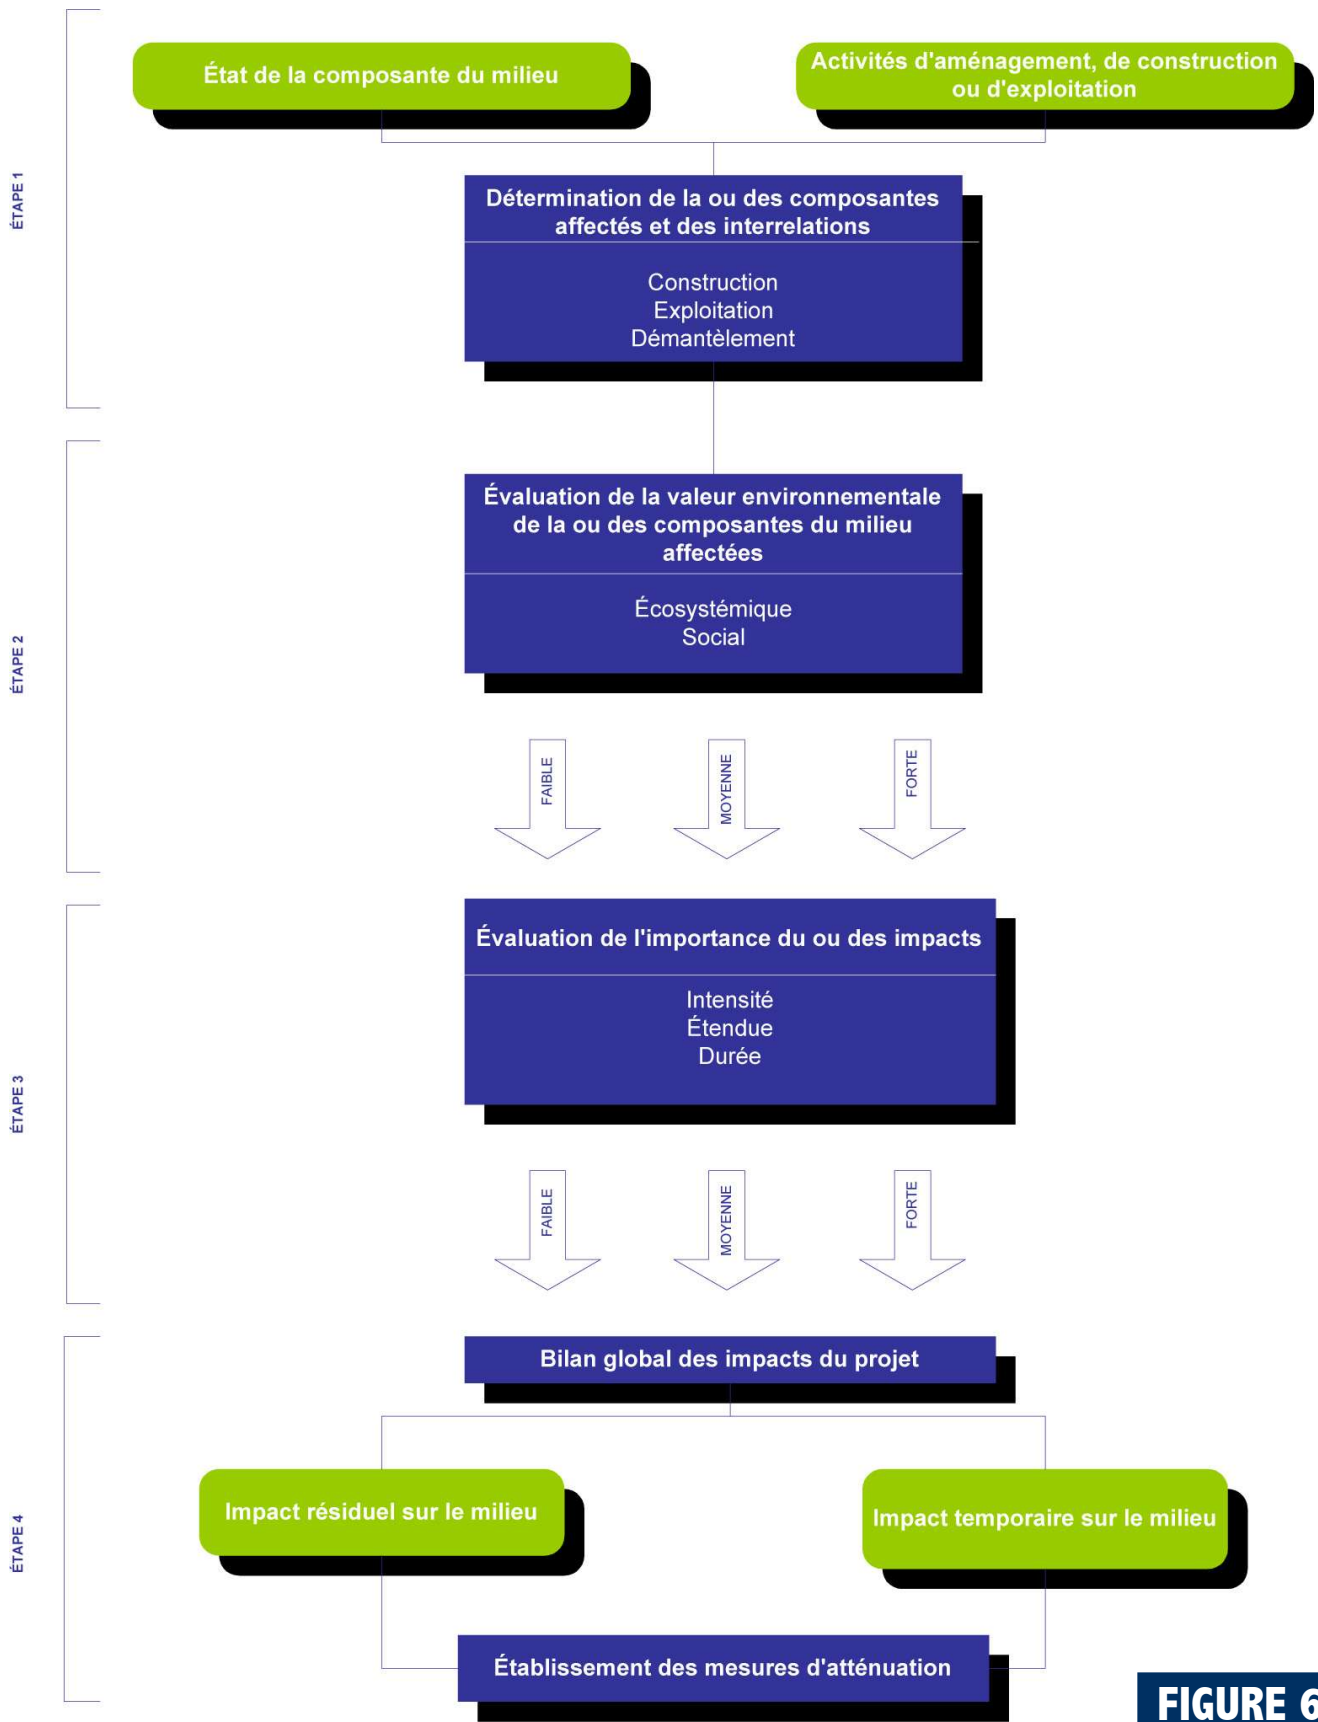 ÉTAPE 1
État de la composante du milieu
Activités d'aménagement, de construction
ou d'exploitation
Détermination de la ou des composantes
affectés et des interrelations
Construction
Exploitation
Démantèlement
ÉTAPE 2
Évaluation de la valeur environnementale
de la ou des composantes du milieu
affectées
Écosystémique
Social
FAIBLE
MOYENNE
FORTE
ÉTAPE 3
Évaluation de l'importance du ou des impacts
Intensité
Étendue
Durée
FAIBLE
MOYENNE
FORTE
ÉTAPE 4
Bilan global des impacts du projet
Impact résiduel sur le milieu
Impact temporaire sur le milieu
Établissement des mesures d'atténuation
FIGURE 6